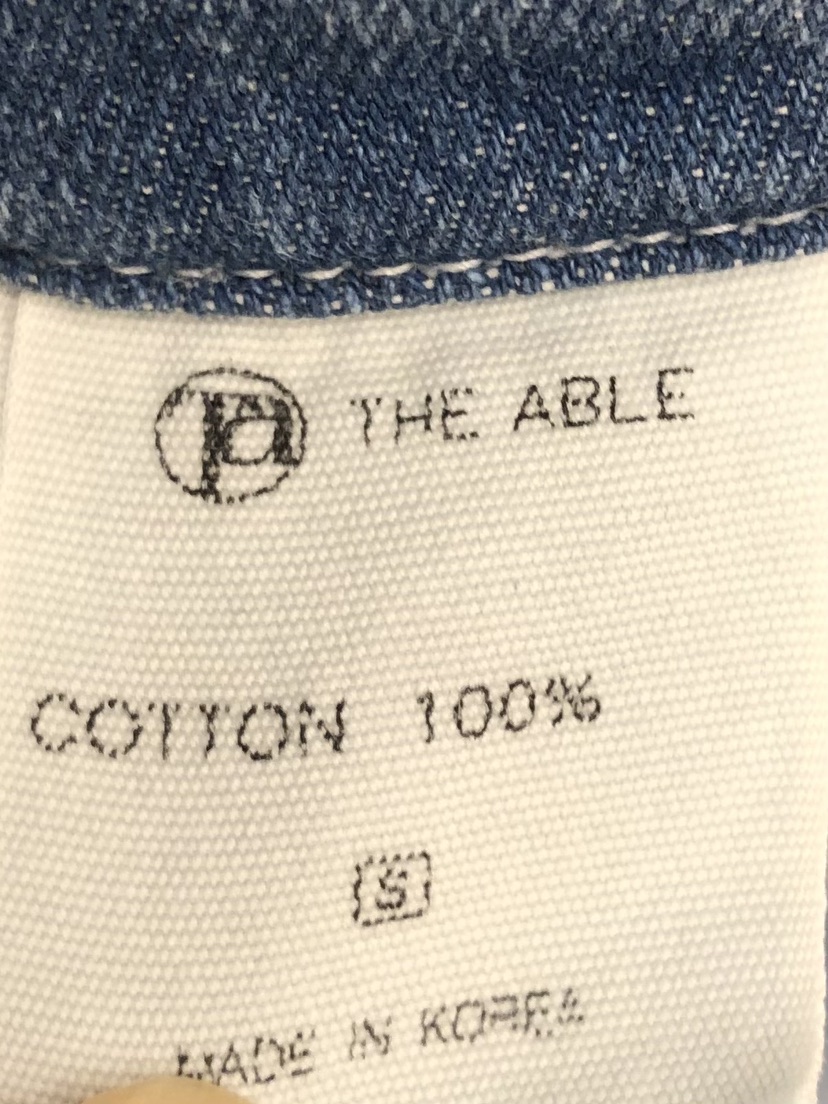 THE ABLE
COTTON 100%
S
MADE IN KOREA